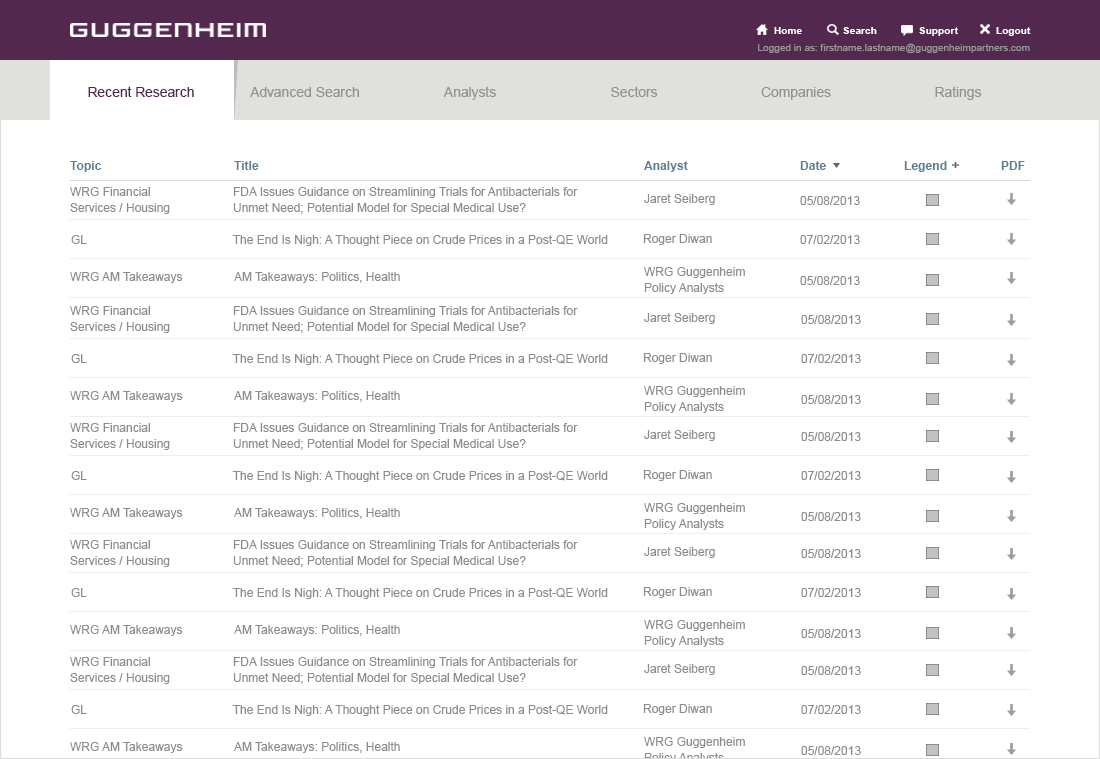 GUGGENHEIM
Home Search Support Logout
Logged in as: firstname.lastname@guggenheimpartners.com
Recent Research Advanced Search Analysts Sectors Companies Ratings
Topic Title Analyst Date Legend + PDF
WRG Financial FDA Issues Guidance on Streamlining Trials for Antibacterials for
Services / Housing Unmet Need; Potential Model for Special Medical Use? Jaret Seiberg 05/08/2013
GL The End Is Nigh: A Thought Piece on Crude Prices in a Post-QE World Roger Diwan 07/02/2013
WRG AM Takeaways AM Takeaways: Politics, Health WRG Guggenheim
Policy Analysts 05/08/2013
WRG Financial FDA Issues Guidance on Streamlining Trials for Antibacterials for
Services / Housing Unmet Need; Potential Model for Special Medical Use? Jaret Seiberg 05/08/2013
GL The End Is Nigh: A Thought Piece on Crude Prices in a Post-QE World Roger Diwan 07/02/2013
WRG AM Takeaways AM Takeaways: Politics, Health WRG Guggenheim
Policy Analysts 05/08/2013
WRG Financial FDA Issues Guidance on Streamlining Trials for Antibacterials for
Services / Housing Unmet Need; Potential Model for Special Medical Use? Jaret Seiberg 05/08/2013
GL The End Is Nigh: A Thought Piece on Crude Prices in a Post-QE World Roger Diwan 07/02/2013
WRG AM Takeaways AM Takeaways: Politics, Health WRG Guggenheim
Policy Analysts 05/08/2013
WRG Financial FDA Issues Guidance on Streamlining Trials for Antibacterials for
Services / Housing Unmet Need; Potential Model for Special Medical Use? Jaret Seiberg 05/08/2013
GL The End Is Nigh: A Thought Piece on Crude Prices in a Post-QE World Roger Diwan 07/02/2013
WRG AM Takeaways AM Takeaways: Politics, Health WRG Guggenheim
Policy Analysts 05/08/2013
WRG Financial FDA Issues Guidance on Streamlining Trials for Antibacterials for
Services / Housing Unmet Need; Potential Model for Special Medical Use? Jaret Seiberg 05/08/2013
GL The End Is Nigh: A Thought Piece on Crude Prices in a Post-QE World Roger Diwan 07/02/2013
WRG AM Takeaways AM Takeaways: Politics, Health WRG Guggenheim
Policy Analysts 05/08/2013